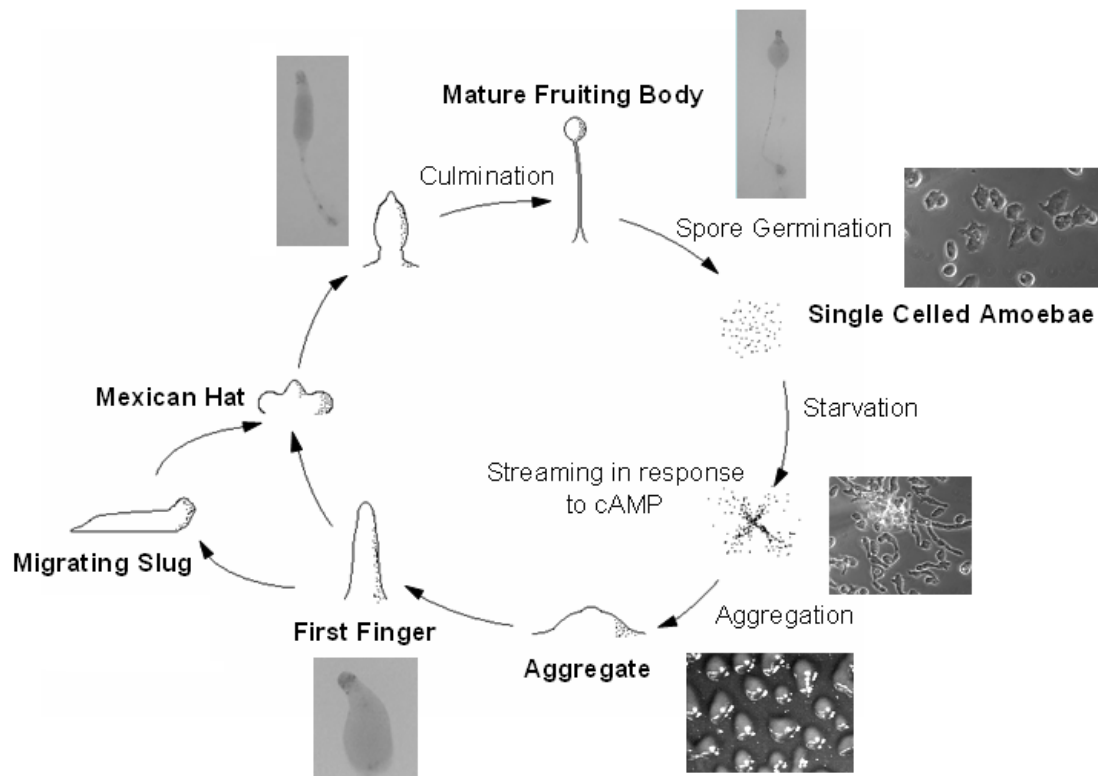 Mature Fruiting Body
Culmination
Spore Germination
Single Celled Amoebae
Mexican Hat
Starvation
Streaming in response
to cAMP
Migrating Slug
First Finger
Aggregation
Aggregate